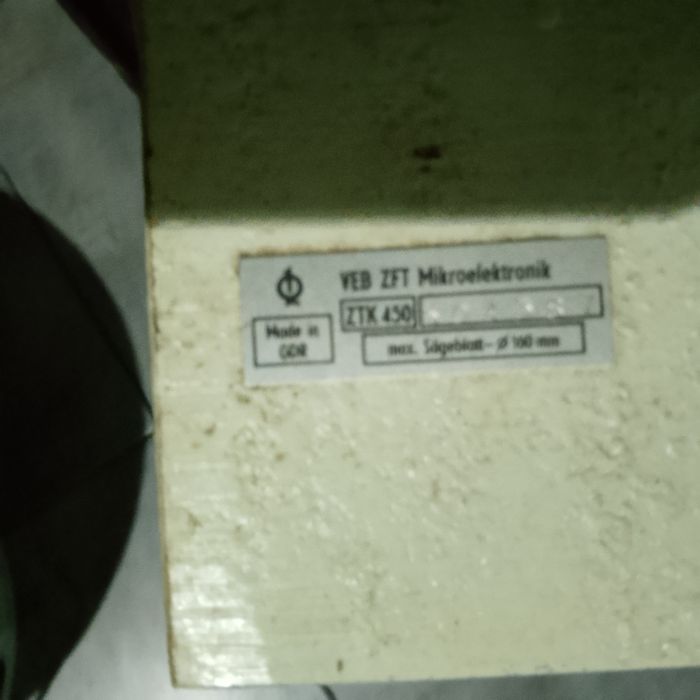 VEB ZFT Mikroelektronik
ZTK 450
Made in
GDR
max. Sägeblatt-Ø 160 mm